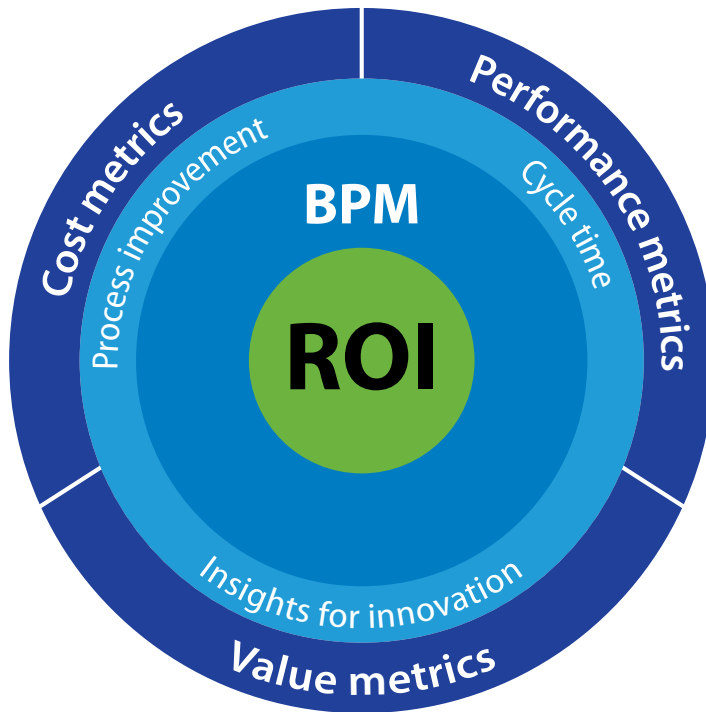 Cost metrics
Performance metrics
Process improvement
Cycle time
BPM
ROI
Insights for innovation
Value metrics